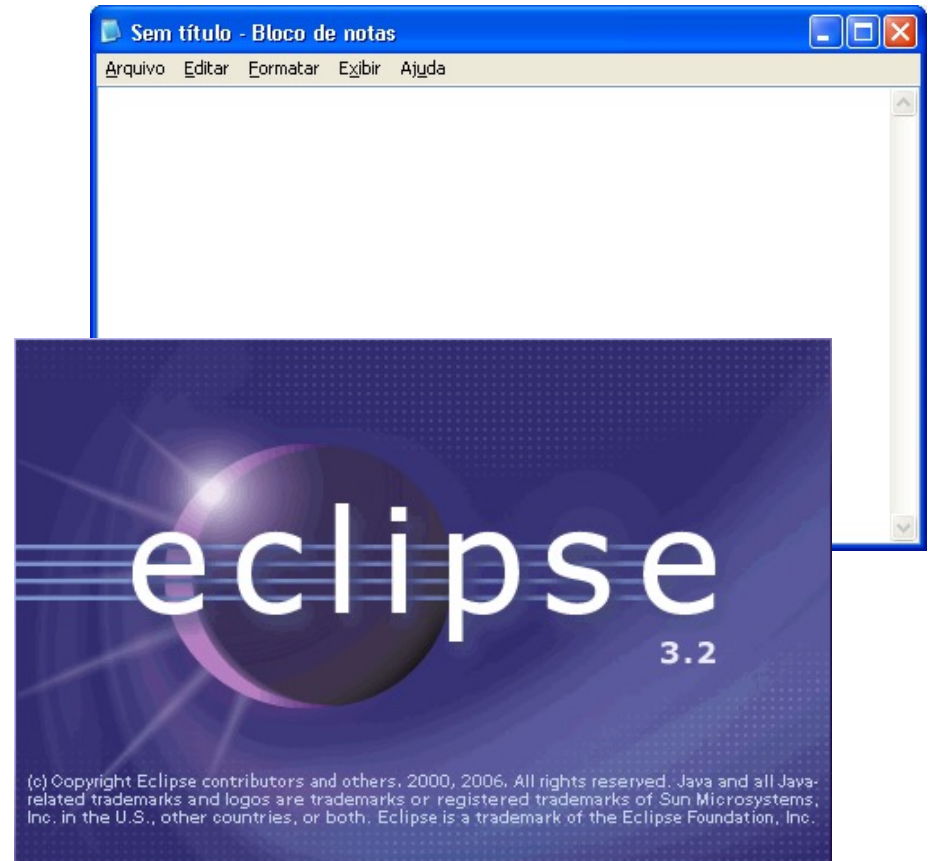 Sem título - Bloco de notas
Arquivo Editar Formatar Exibir Ajuda
eclipse
3.2
(c) Copyright Eclipse contributors and others. 2000, 2006. All rights reserved. Java and all Java-
related trademarks and logos are trademarks or registered trademarks of Sun Microsystems,
Inc. in the U.S., other countries, or both. Eclipse is a trademark of the Eclipse Foundation, Inc.